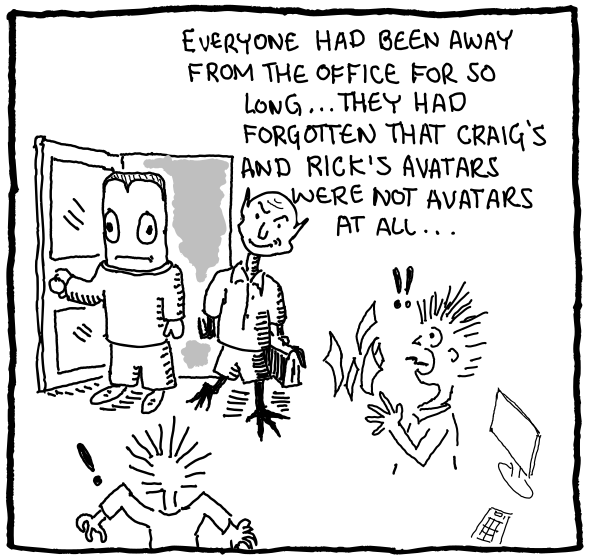 EVERYONE HAD BEEN AWAY
FROM THE OFFICE FOR SO
LONG...THEY HAD
FORGOTTEN THAT CRAIG'S
AND RICK'S AVATARS
WERE NOT AVATARS
AT ALL...
!!
!